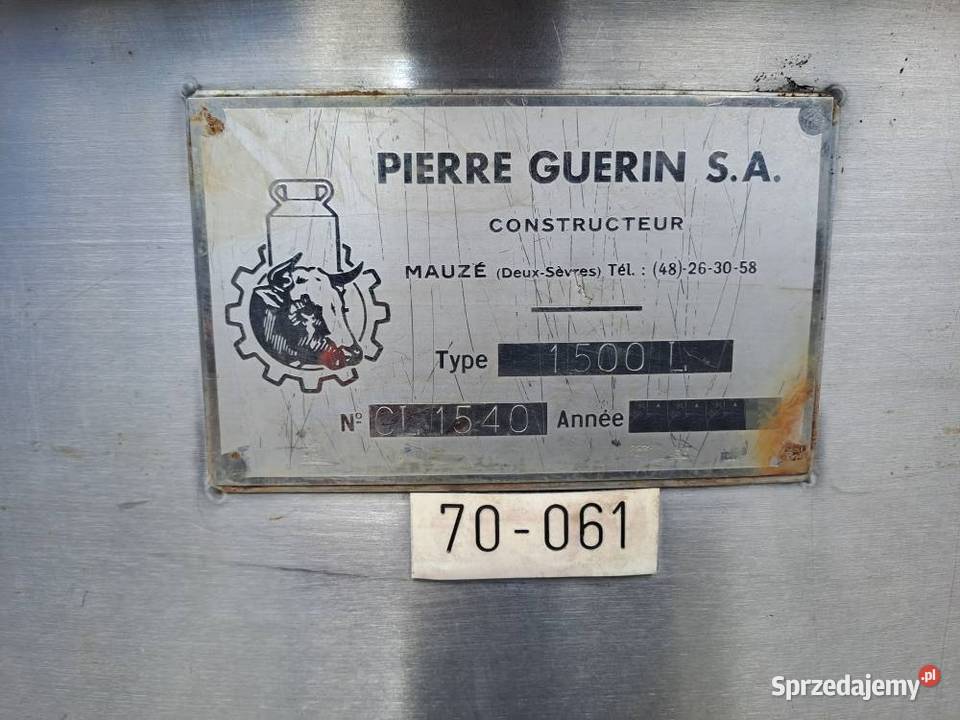 PIERRE GUERIN S.A.
CONSTRUCTEUR
MAUZÉ (Deux-Sèvres) Tél. : (48)-26-30-58
Type 1500 L
Nº CL 1540 Année
70-061
Sprzedajemy.pl